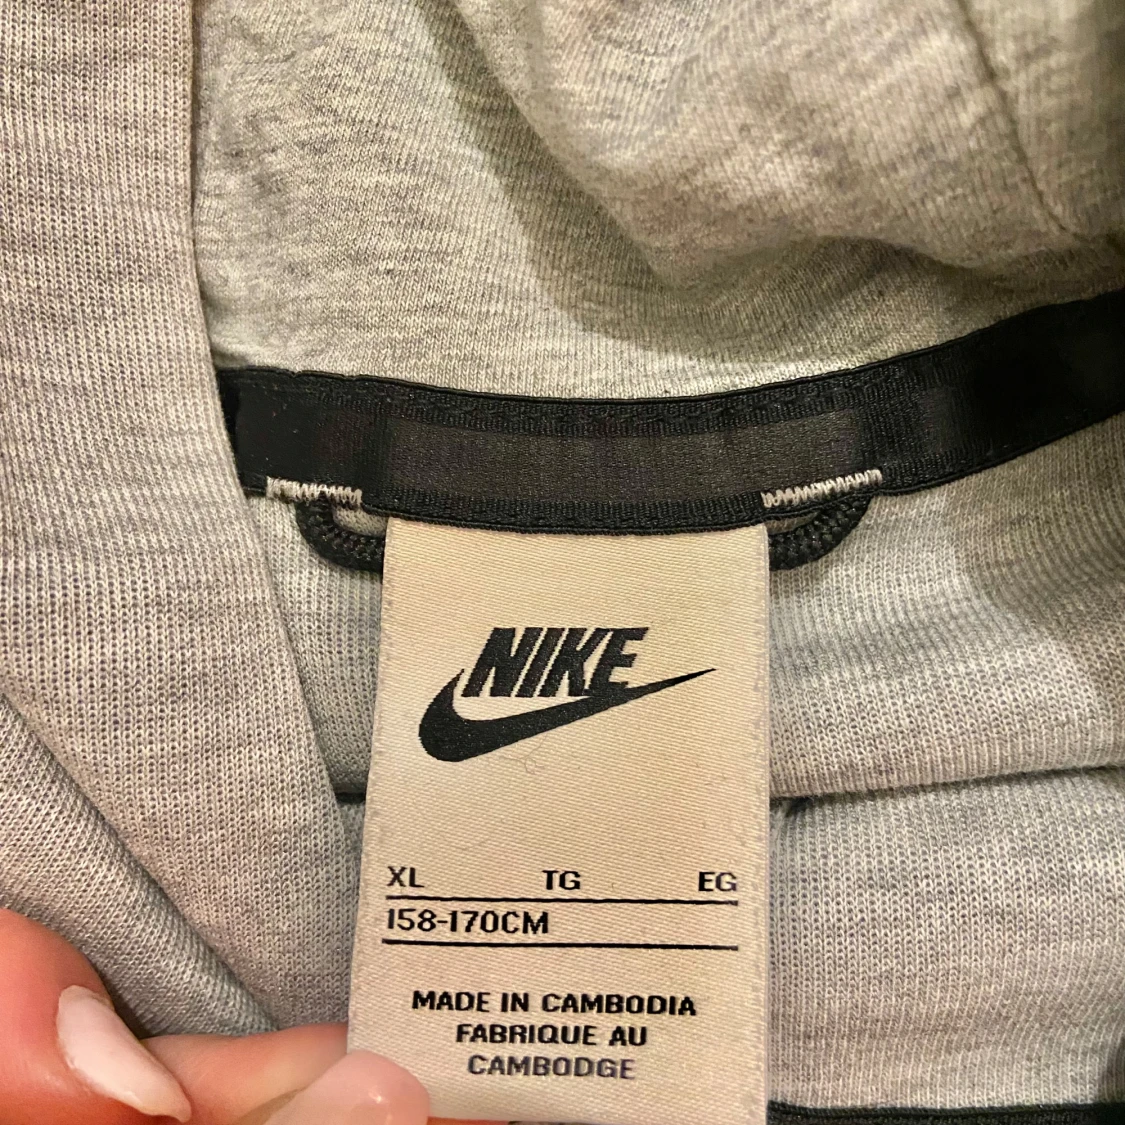 NIKE
XL TG EG
158-170CM
MADE IN CAMBODIA
FABRIQUE AU
CAMBODGE